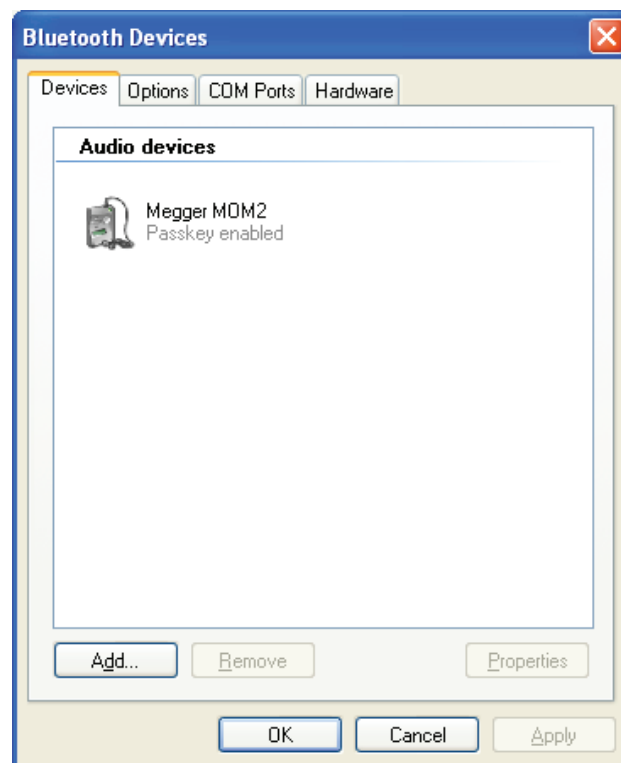 Bluetooth Devices
Devices Options COM Ports Hardware
Audio devices
Megger MOM2
Passkey enabled
Add... Remove Properties
OK Cancel Apply